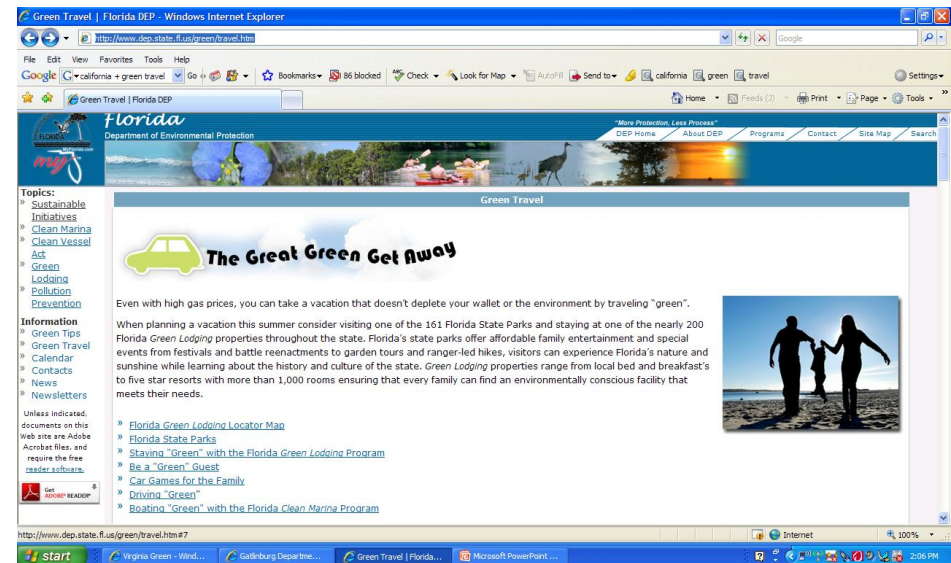 Green Travel | Florida DEP - Windows Internet Explorer
http://www.dep.state.fl.us/green/travel.htm
Google
File Edit View Favorites Tools Help
Google california + green travel Go Bookmarks 86 blocked Check Look for Map AutoFill Send to california green travel Settings
Green Travel | Florida DEP
Home Feeds (3) Print Page Tools »
FLORIDA
Florida
Department of Environmental Protection
"More Protection, Less Process"
DEP Home About DEP Programs Contact Site Map Search
Topics:
» Sustainable
Initiatives
» Clean Marina
» Clean Vessel
Act
» Green
Lodging
» Pollution
Prevention
Information
» Green Tips
» Green Travel
» Calendar
» Contacts
» News
» Newsletters
Unless indicated,
documents on this
Web site are Adobe
Acrobat files, and
require the free
reader software.
Get
ADOBE® READER®
Green Travel
The Great Green Get Away
Even with high gas prices, you can take a vacation that doesn't deplete your wallet or the environment by traveling "green".
When planning a vacation this summer consider visiting one of the 161 Florida State Parks and staying at one of the nearly 200
Florida Green Lodging properties throughout the state. Florida's state parks offer affordable family entertainment and special
events from festivals and battle reenactments to garden tours and ranger-led hikes, visitors can experience Florida's nature and
sunshine while learning about the history and culture of the state. Green Lodging properties range from local bed and breakfast's
to five star resorts with more than 1,000 rooms ensuring that every family can find an environmentally conscious facility that
meets their needs.
» Florida Green Lodging Locator Map
» Florida State Parks
» Staying "Green" with the Florida Green Lodging Program
» Be a "Green" Guest
» Car Games for the Family
» Driving "Green"
» Boating "Green" with the Florida Clean Marina Program
http://www.dep.state.fl.us/green/travel.htm#7
Internet
100%
start
Virginia Green - Wind...
Gatlinburg Departme...
Green Travel | Florida...
Microsoft PowerPoint ...
2:06 PM